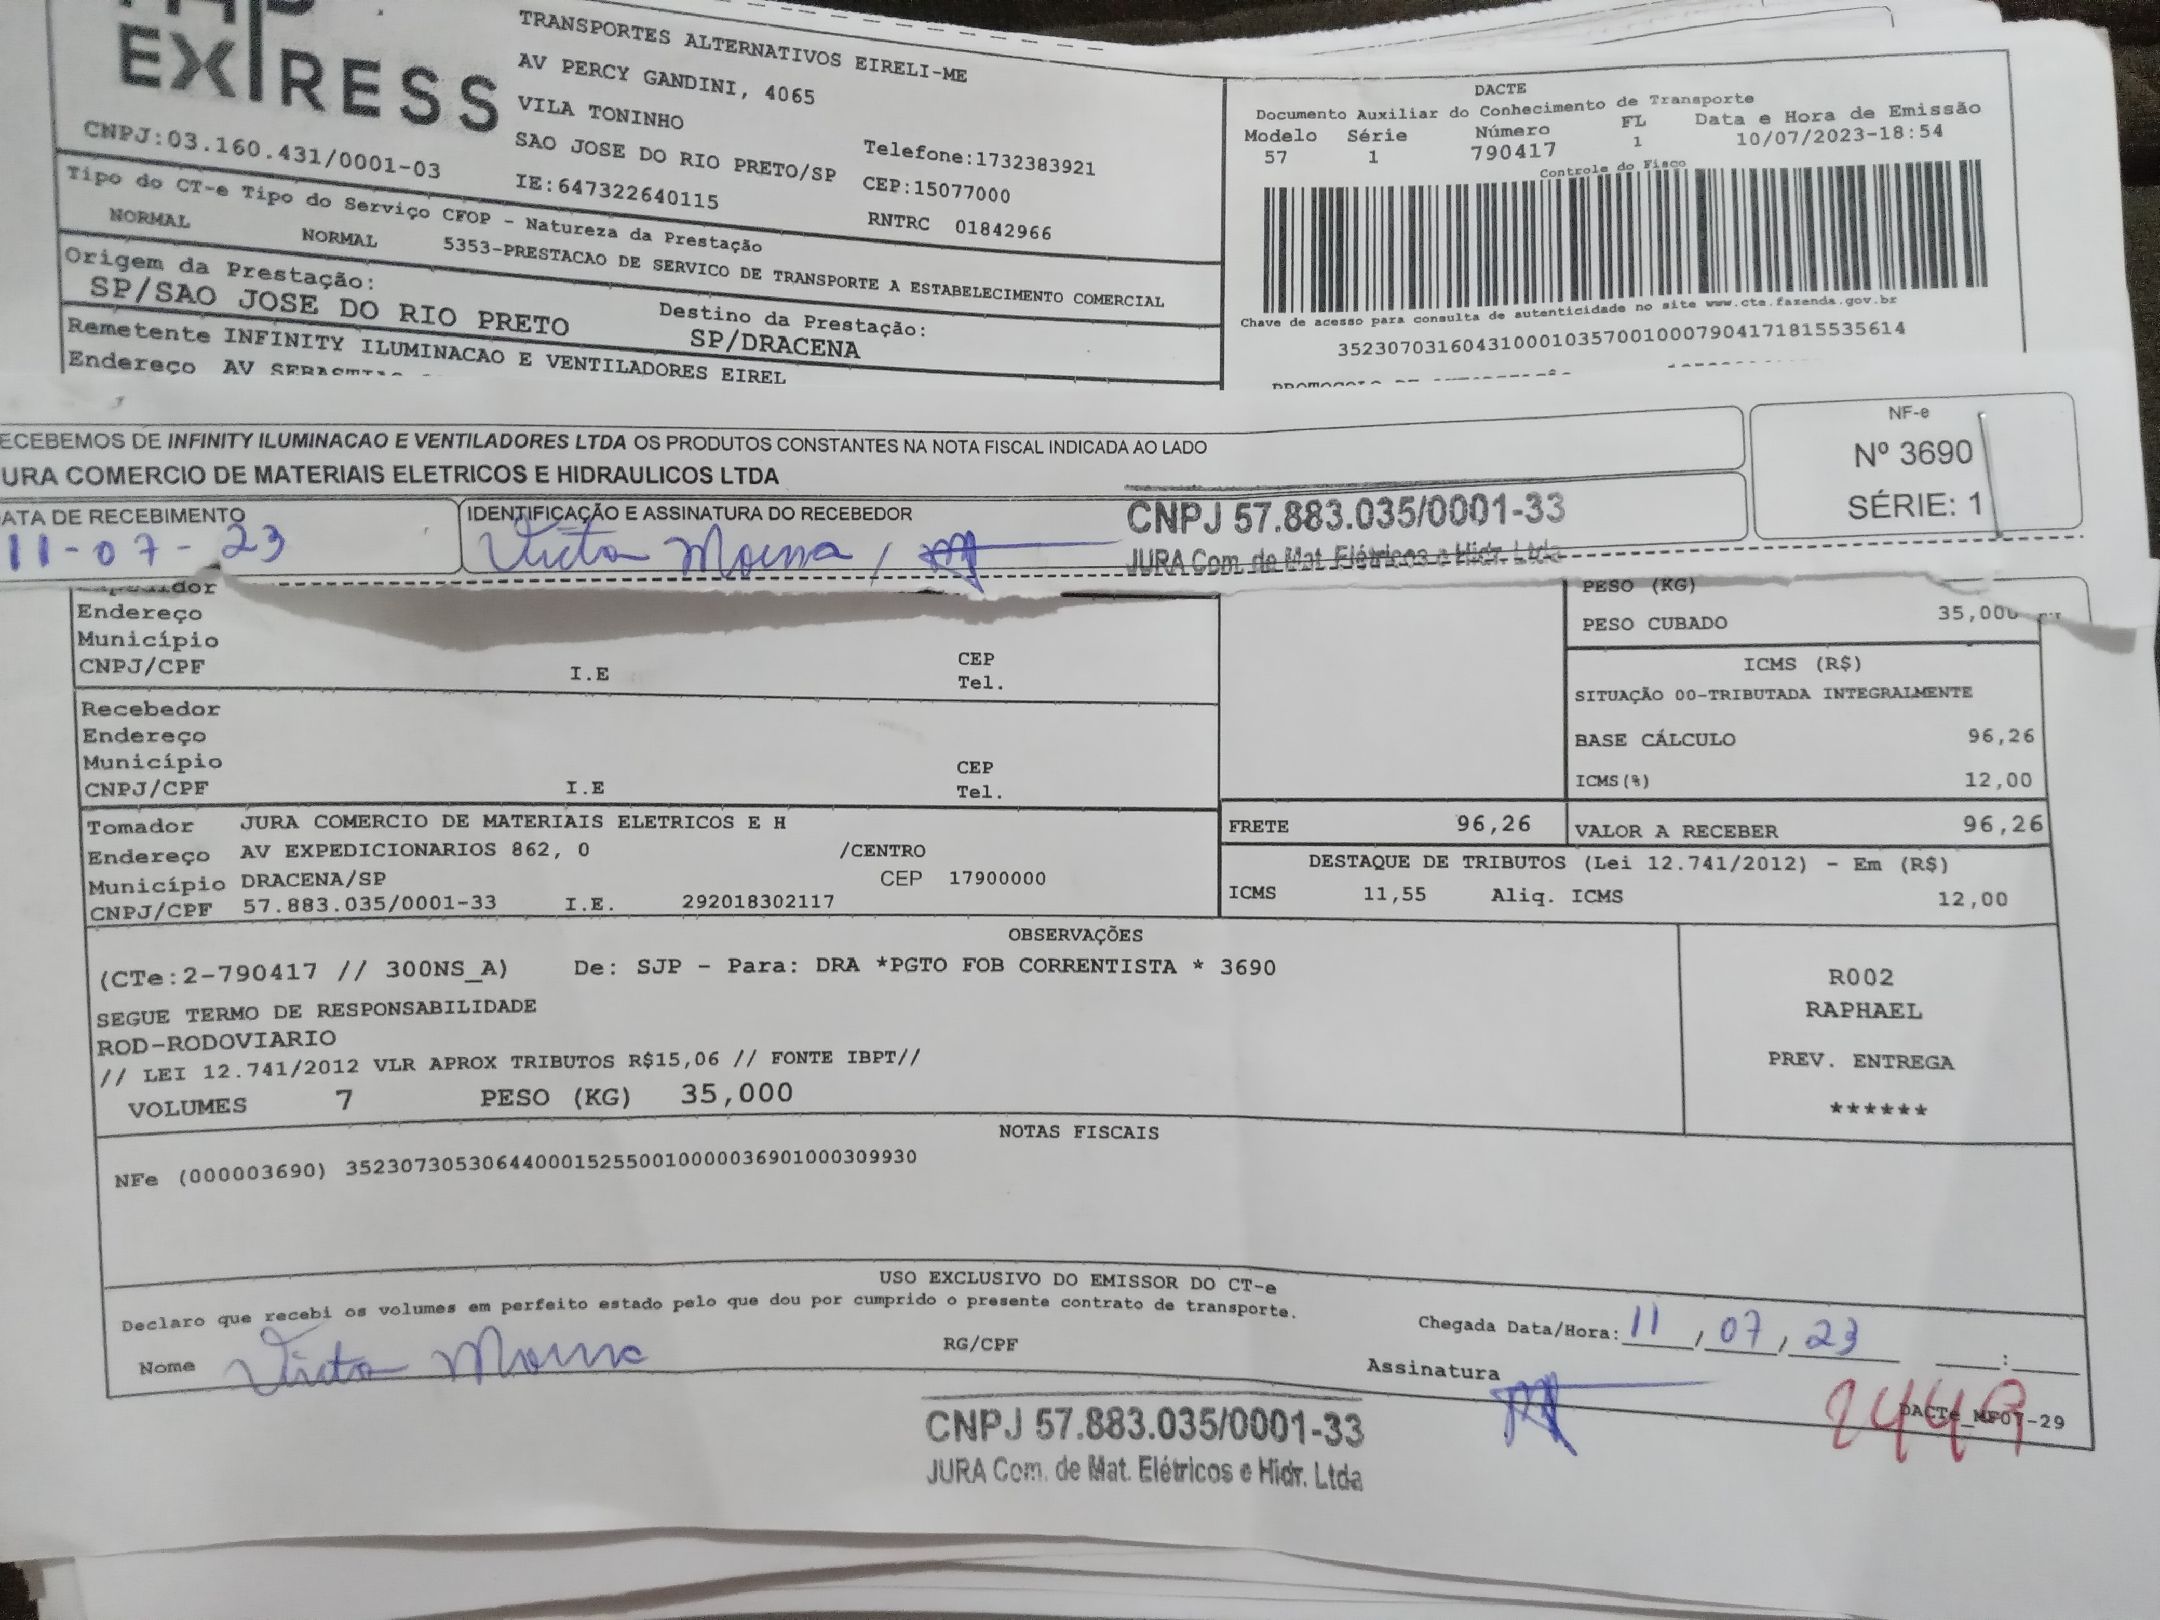 EXPRESS
CNPJ:03.160.431/0001-03
TRANSPORTES ALTERNATIVOS EIRELI-ME
AV PERCY GANDINI, 4065
VILA TONINHO
SAO JOSE DO RIO PRETO/SP
IE:647322640115
Telefone:1732383921
CEP:15077000
RNTRC 01842966
DACTE
Documento Auxiliar do Conhecimento de Transporte
Modelo Série Número FL Data e Hora de Emissão
57 1 790417 1 10/07/2023-18:54
Controle do Fisco
Chave de acesso para consulta de autenticidade no site www.cte.fazenda.gov.br
35230703160431000103570010007904171815535614
Tipo do CT-e Tipo do Serviço CFOP - Natureza da Prestação
NORMAL NORMAL 5353-PRESTACAO DE SERVICO DE TRANSPORTE A ESTABELECIMENTO COMERCIAL
Origem da Prestação:
SP/SAO JOSE DO RIO PRETO
Destino da Prestação:
SP/DRACENA
Remetente INFINITY ILUMINACAO E VENTILADORES EIREL
Endereço AV
ECEBEMOS DE INFINITY ILUMINACAO E VENTILADORES LTDA OS PRODUTOS CONSTANTES NA NOTA FISCAL INDICADA AO LADO
URA COMERCIO DE MATERIAIS ELETRICOS E HIDRAULICOS LTDA
NF-e
Nº 3690
SÉRIE: 1
ATA DE RECEBIMENTO
11-07-23
IDENTIFICAÇÃO E ASSINATURA DO RECEBEDOR
CNPJ 57.883.035/0001-33
JURA Com. de Mat. Elétricos e Hidr. Ltda
Endereço
Município
CNPJ/CPF I.E CEP
Tel.
PESO (KG)
PESO CUBADO 35,000
Recebedor
Endereço
Município
CNPJ/CPF I.E CEP
Tel.
ICMS (R$)
SITUAÇÃO 00-TRIBUTADA INTEGRALMENTE
BASE CÁLCULO 96,26
ICMS(%) 12,00
Tomador JURA COMERCIO DE MATERIAIS ELETRICOS E H
Endereço AV EXPEDICIONARIOS 862, 0 /CENTRO
Município DRACENA/SP CEP 17900000
CNPJ/CPF 57.883.035/0001-33 I.E. 292018302117
FRETE 96,26 VALOR A RECEBER 96,26
DESTAQUE DE TRIBUTOS (Lei 12.741/2012) - Em (R$)
ICMS 11,55 Aliq. ICMS 12,00
OBSERVAÇÕES
(CTe:2-790417 // 300NS_A) De: SJP - Para: DRA *PGTO FOB CORRENTISTA * 3690
SEGUE TERMO DE RESPONSABILIDADE
ROD-RODOVIARIO
// LEI 12.741/2012 VLR APROX TRIBUTOS R$15,06 // FONTE IBPT//
VOLUMES 7 PESO (KG) 35,000
R002
RAPHAEL
PREV. ENTREGA
******
NOTAS FISCAIS
NFe (000003690) 35230730530644000152550010000036901000309930
USO EXCLUSIVO DO EMISSOR DO CT-e
Declaro que recebi os volumes em perfeito estado pelo que dou por cumprido o presente contrato de transporte.
Nome
RG/CPF
Chegada Data/Hora: 11, 07, 23 :
Assinatura
CNPJ 57.883.035/0001-33
JURA Com. de Mat. Elétricos e Hidr. Ltda
DACTe_MF07-29